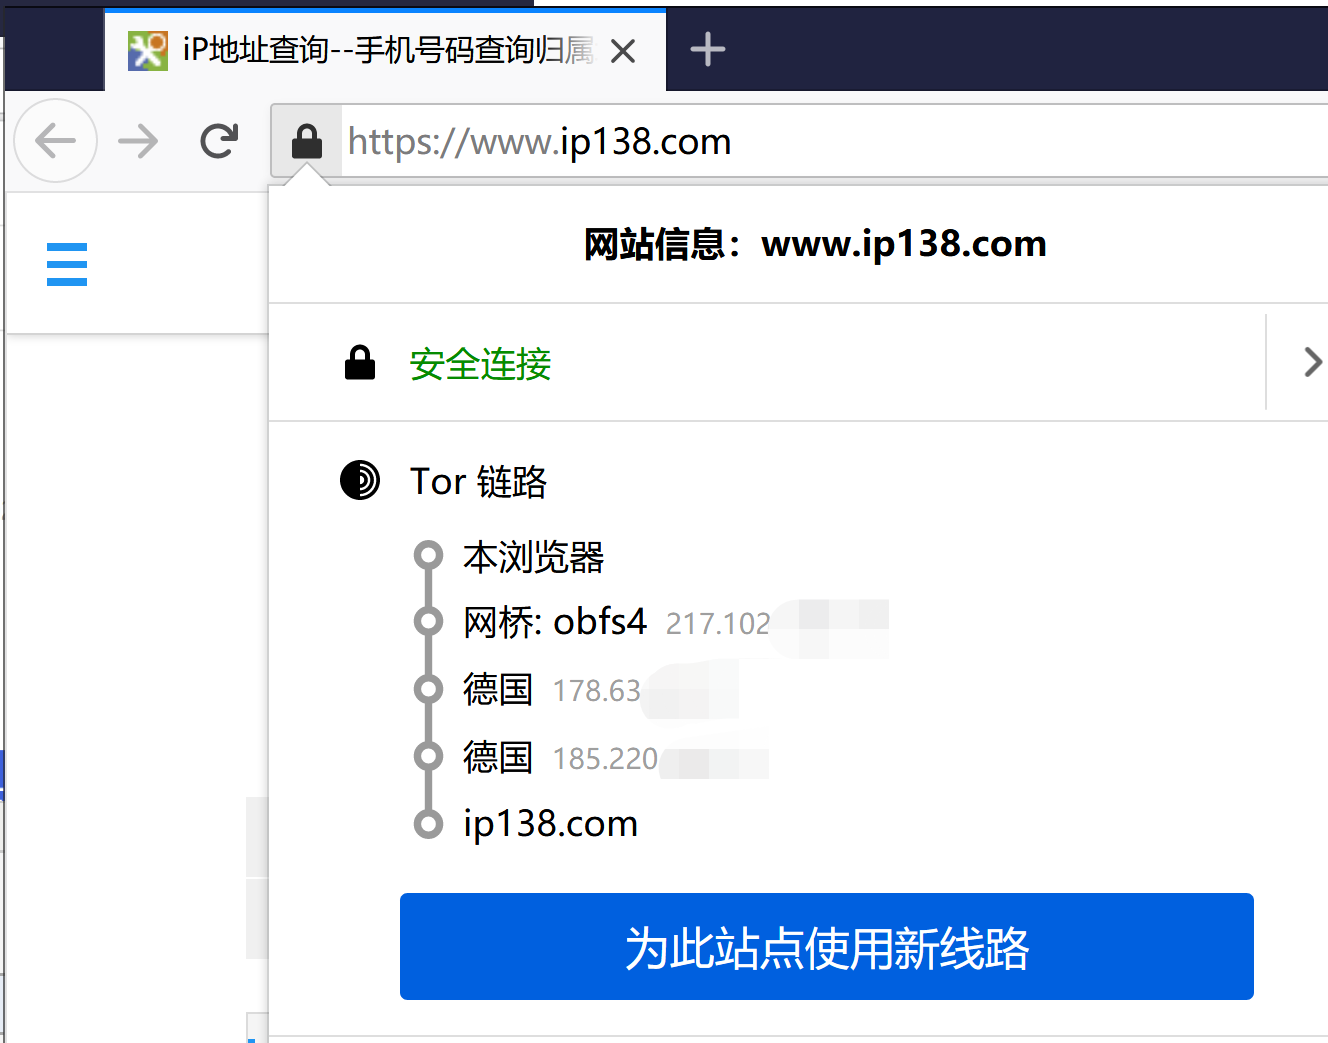 iP地址查询--手机号码查询归属
https://www.ip138.com
网站信息：www.ip138.com
安全连接
Tor 链路
本浏览器
网桥: obfs4 217.102
德国 178.63
德国 185.220
ip138.com
为此站点使用新线路